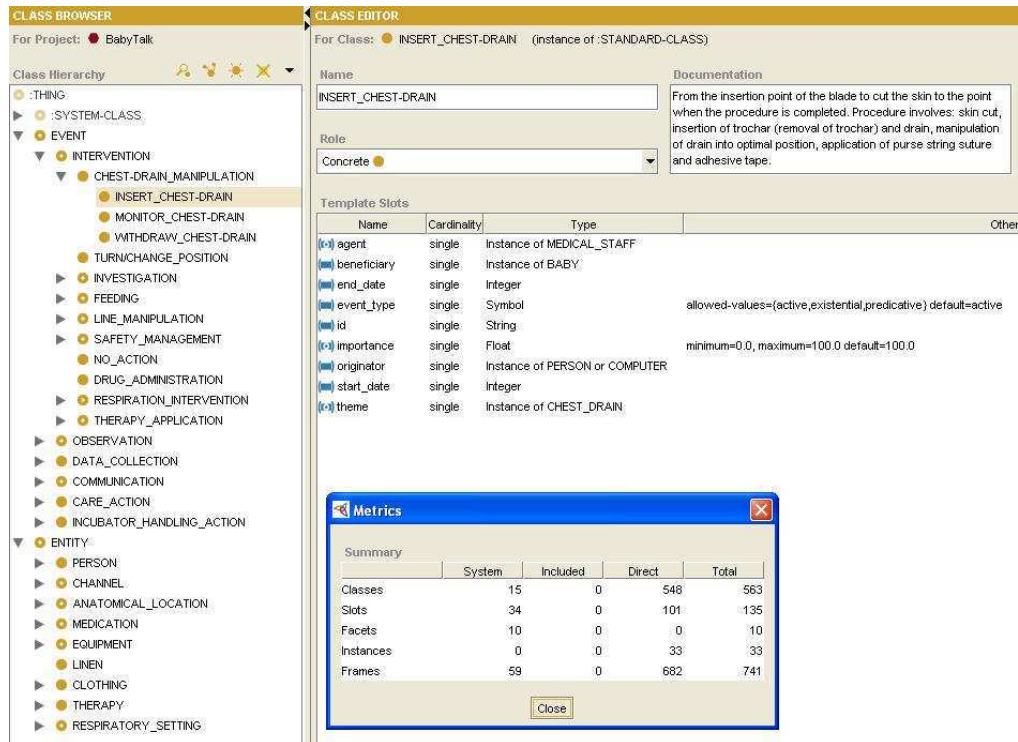 CLASS BROWSER
For Project: BabyTalk
Class Hierarchy
:THING
:SYSTEM-CLASS
EVENT
INTERVENTION
CHEST-DRAIN_MANIPULATION
INSERT_CHEST-DRAIN
MONITOR_CHEST-DRAIN
WITHDRAW_CHEST-DRAIN
TURN/CHANGE_POSITION
INVESTIGATION
FEEDING
LINE_MANIPULATION
SAFETY_MANAGEMENT
NO_ACTION
DRUG_ADMINISTRATION
RESPIRATION_INTERVENTION
THERAPY_APPLICATION
OBSERVATION
DATA_COLLECTION
COMMUNICATION
CARE_ACTION
INCUBATOR_HANDLING_ACTION
ENTITY
PERSON
CHANNEL
ANATOMICAL_LOCATION
MEDICATION
EQUIPMENT
LINEN
CLOTHING
THERAPY
RESPIRATORY_SETTING
CLASS EDITOR
For Class: INSERT_CHEST-DRAIN (instance of :STANDARD-CLASS)
Name
INSERT_CHEST-DRAIN
Role
Concrete
Documentation
From the insertion point of the blade to cut the skin to the point
when the procedure is completed. Procedure involves: skin cut,
insertion of trochar (removal of trochar) and drain, manipulation
of drain into optimal position, application of purse string suture
and adhesive tape.
Template Slots
Name Cardinality Type Other
agent single Instance of MEDICAL_STAFF
beneficiary single Instance of BABY
end_date single Integer
event_type single Symbol allowed-values={active,existential,predicative} default=active
id single String
importance single Float minimum=0.0, maximum=100.0 default=100.0
originator single Instance of PERSON or COMPUTER
start_date single Integer
theme single Instance of CHEST_DRAIN
Metrics
Summary
System Included Direct Total
Classes 15 0 548 563
Slots 34 0 101 135
Facets 10 0 0 10
Instances 0 0 33 33
Frames 59 0 682 741
Close